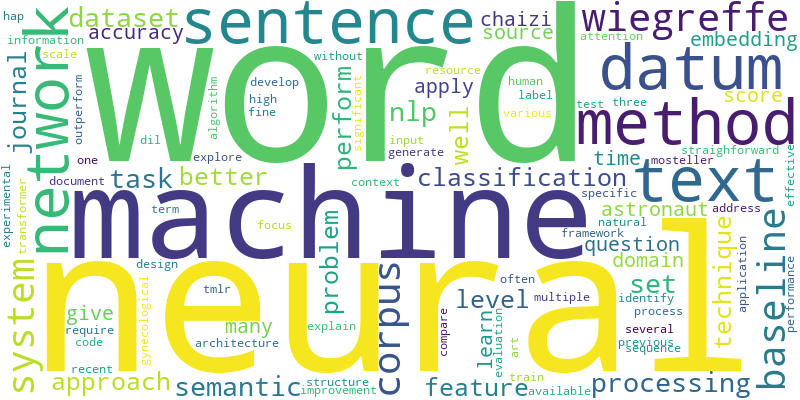 hap
dataset
sentence
chaizi
wiegreffe
information
accuracy
source
attention
embedding
scale
network
word
without
resource
datum
journal
outperform
algorithm
develop
high
fine
perform
significant
nlp
apply
human
label
various
test
three
score
method
well
input
generate
straighforward
one
explore
dil
time
mosteller
effective
experimental
transformer
document
task
better
context
classification
specific
text
machine
term
astronaut
address
natural
focus
framework
question
baseline
system
design
problem
corpus
neural
domain
technique
application
performance
gynecological
tmlr
level
often
multiple
set
identify
process
give
require
code
many
architecture
explain
compare
learn
evaluation
art
several
previous
sequence
recent
approach
semantic
structure
improvement
feature
train
available
processing